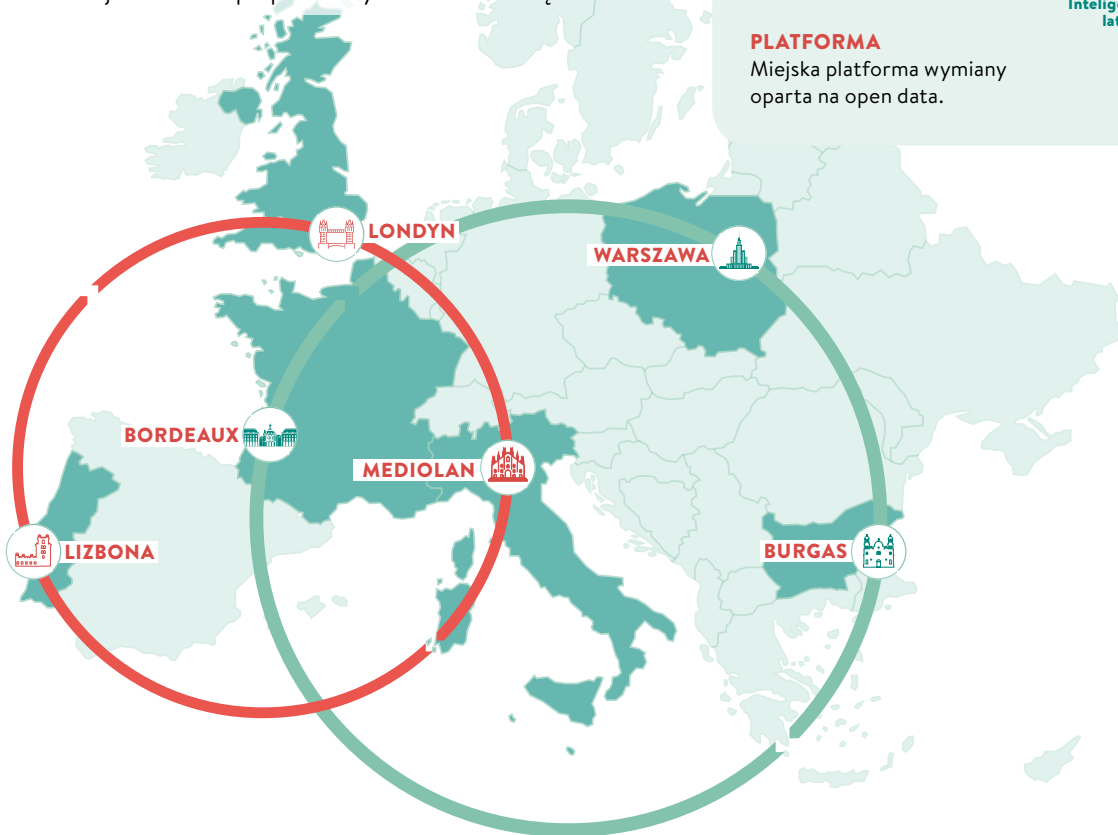 PLATFORMA
Miejska platforma wymiany
oparta na open data.
LONDYN
WARSZAWA
BORDEAUX
MEDIOLAN
LIZBONA
BURGAS